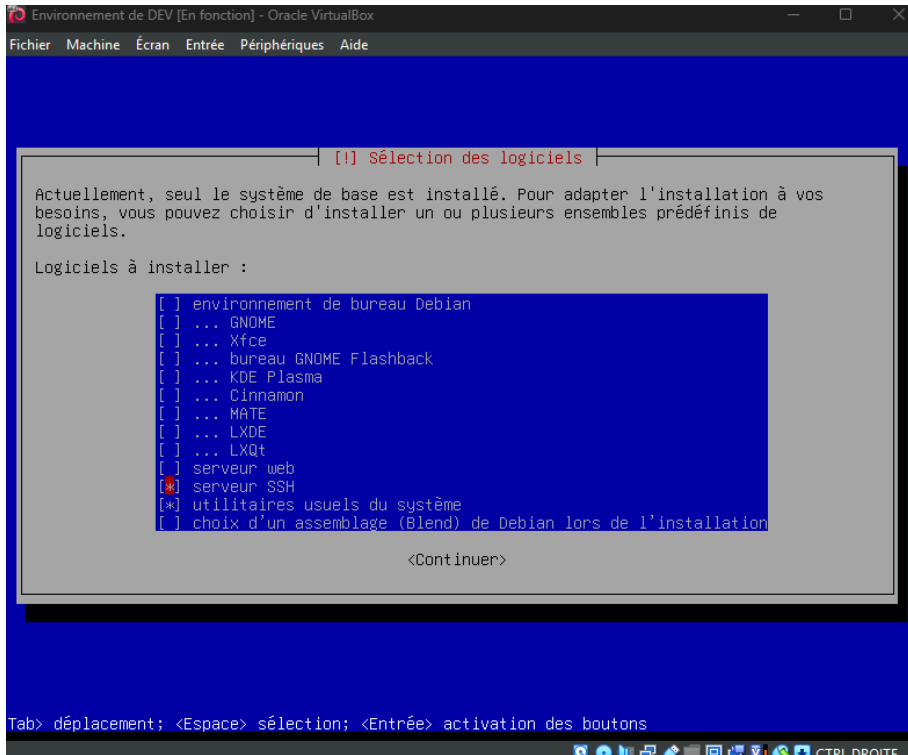 Environnement de DEV [En fonction] - Oracle VirtualBox
Fichier Machine Écran Entrée Périphériques Aide
[!] Sélection des logiciels
Actuellement, seul le système de base est installé. Pour adapter l'installation à vos
besoins, vous pouvez choisir d'installer un ou plusieurs ensembles prédéfinis de
logiciels.
Logiciels à installer :
[ ] environnement de bureau Debian
[ ] ... GNOME
[ ] ... Xfce
[ ] ... bureau GNOME Flashback
[ ] ... KDE Plasma
[ ] ... Cinnamon
[ ] ... MATE
[ ] ... LXDE
[ ] ... LXQt
[ ] serveur web
[*] serveur SSH
[*] utilitaires usuels du système
[ ] choix d'un assemblage (Blend) de Debian lors de l'installation
<Continuer>
Tab> déplacement; <Espace> sélection; <Entrée> activation des boutons
CTRL DROITE